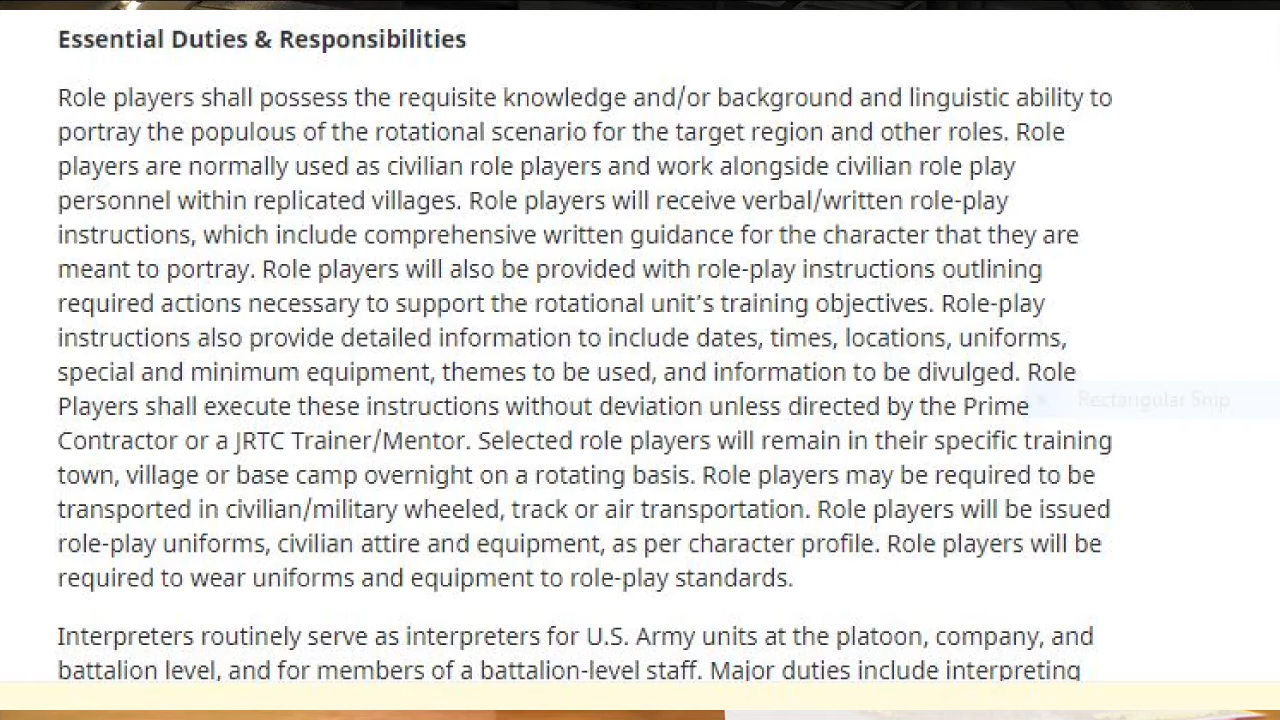 Essential Duties & Responsibilities
Role players shall possess the requisite knowledge and/or background and linguistic ability to
portray the populous of the rotational scenario for the target region and other roles. Role
players are normally used as civilian role players and work alongside civilian role play
personnel within replicated villages. Role players will receive verbal/written role-play
instructions, which include comprehensive written guidance for the character that they are
meant to portray. Role players will also be provided with role-play instructions outlining
required actions necessary to support the rotational unit’s training objectives. Role-play
instructions also provide detailed information to include dates, times, locations, uniforms,
special and minimum equipment, themes to be used, and information to be divulged. Role
Players shall execute these instructions without deviation unless directed by the Prime
Rectangular Snip
Contractor or a JRTC Trainer/Mentor. Selected role players will remain in their specific training
town, village or base camp overnight on a rotating basis. Role players may be required to be
transported in civilian/military wheeled, track or air transportation. Role players will be issued
role-play uniforms, civilian attire and equipment, as per character profile. Role players will be
required to wear uniforms and equipment to role-play standards.
Interpreters routinely serve as interpreters for U.S. Army units at the platoon, company, and
battalion level, and for members of a battalion-level staff. Major duties include interpreting